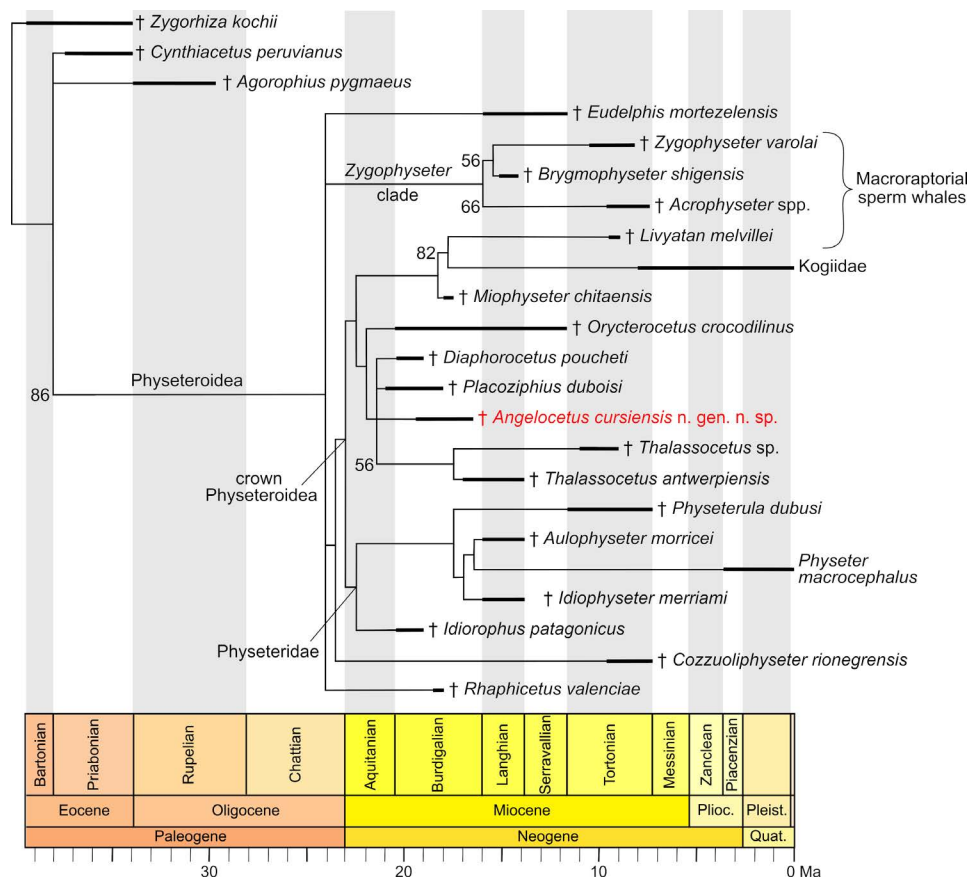 † Zygorhiza kochii
† Cynthiacetus peruvianus
† Agorophius pygmaeus
† Eudelphis mortezelensis
† Zygophyseter varolai
56
Zygophyseter
clade
† Brygmophyseter shigensis
Macroraptorial
sperm whales
66
† Acrophyseter spp.
† Livyatan melvillei
82
Kogiidae
† Miophyseter chitaensis
† Orycterocetus crocodilinus
† Diaphorocetus poucheti
Physeteroidea
86
† Placoziphius duboisi
† Angelocetus cursiensis n. gen. n. sp.
† Thalassocetus sp.
56
crown
Physeteroidea
† Thalassocetus antwerpiensis
† Physeterula dubusi
† Aulophyseter morricei
Physeter
macrocephalus
† Idiophyseter merriami
† Idiorophus patagonicus
Physeteridae
† Cozzuoliphyseter rionegrensis
† Rhaphicetus valenciae
Bartonian
Priabonian
Rupelian
Chattian
Aquitanian
Burdigalian
Langhian
Serravallian
Tortonian
Messinian
Zanclean
Piacenzian
Eocene
Oligocene
Miocene
Plioc.
Pleist.
Paleogene
Neogene
Quat.
30
20
10
0 Ma